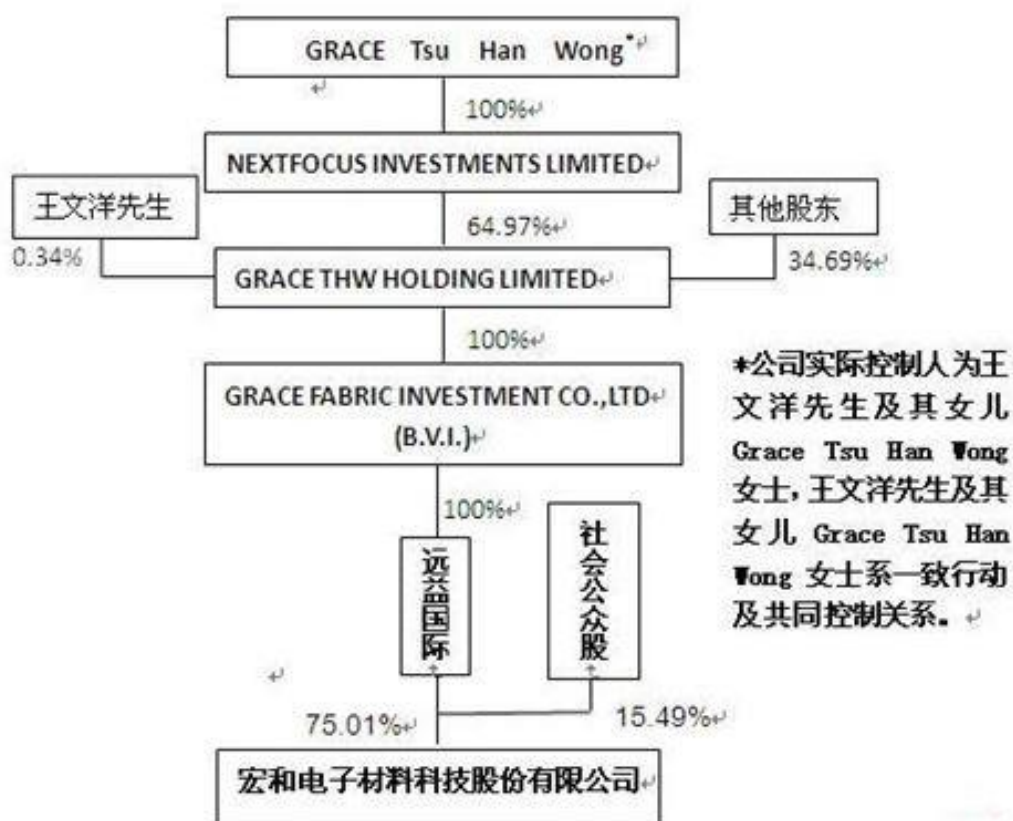 GRACE Tsu Han Wong*↵
↵
100%
NEXTFOCUS INVESTMENTS LIMITED↵
王文洋先生
其他股东
64.97%↵
0.34%
34.69%↵
GRACE THW HOLDING LIMITED↵
100%
GRACE FABRIC INVESTMENT CO.,LTD↵
(B.V.I.)↵
*公司实际控制人为王
文洋先生及其女儿
Grace Tsu Han Wong
女士,王文洋先生及其
女儿 Grace Tsu Han
Wong 女士系一致行动
及共同控制关系。↵
100%↵
远益国际↵
社会公众股↵
↵
75.01%↵
15.49%↵
宏和电子材料科技股份有限公司↵